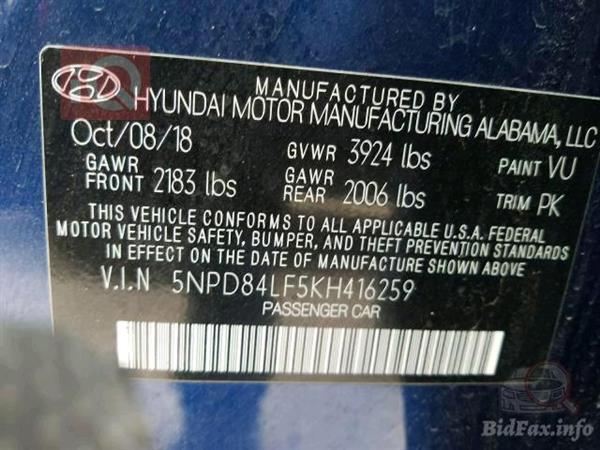 MANUFACTURED BY
HYUNDAI MOTOR MANUFACTURING ALABAMA, LLC
Oct/08/18 GVWR 3924 lbs PAINT VU
GAWR FRONT 2183 lbs GAWR REAR 2006 lbs TRIM PK
THIS VEHICLE CONFORMS TO ALL APPLICABLE U.S.A. FEDERAL
MOTOR VEHICLE SAFETY, BUMPER, AND THEFT PREVENTION STANDARDS
IN EFFECT ON THE DATE OF MANUFACTURE SHOWN ABOVE.
V.I.N 5NPD84LF5KH416259
PASSENGER CAR
BidFax.info